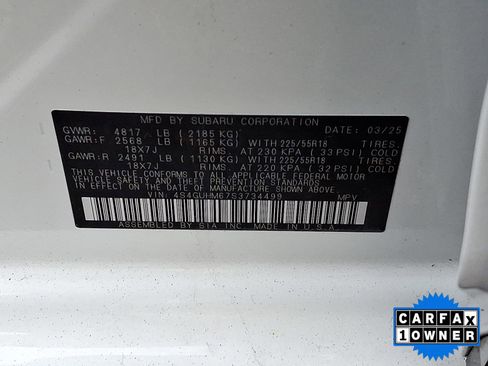 MFD BY SUBARU CORPORATION
GVWR: 4817 LB ( 2185 KG) DATE: 03/25
GAWR:F 2568 LB ( 1165 KG) WITH 225/55R18 TIRES.
18X7J RIMS AT 230 KPA ( 33 PSI) COLD
GAWR:R 2491 LB ( 1130 KG) WITH 225/55R18 TIRES.
18X7J RIMS AT 220 KPA ( 32 PSI) COLD
THIS VEHICLE CONFORMS TO ALL APPLICABLE FEDERAL MOTOR
VEHICLE SAFETY STANDARDS IN EFFECT ON THE DATE OF
MANUFACTURE SHOWN ABOVE.
VIN: 4S4GUHM67S3734499 MPV
ASSEMBLED BY SIA INC. MADE IN U.S.A.
CARFAX
1 OWNER